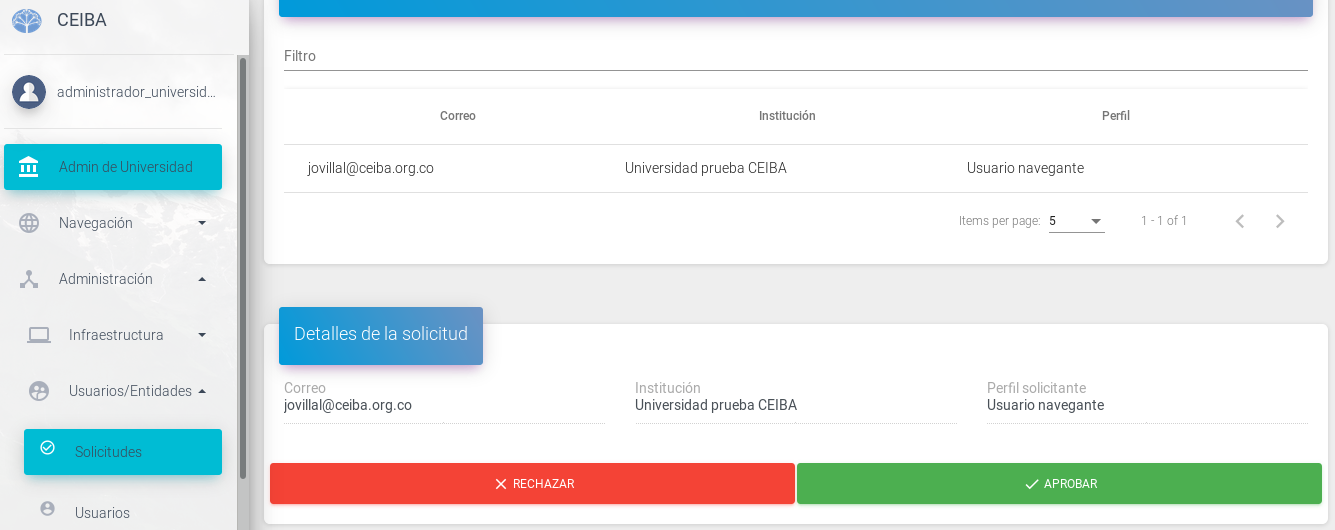 CEIBA
administrador_universid...
Admin de Universidad
Navegación
Administración
Infraestructura
Usuarios/Entidades
Solicitudes
Usuarios
Filtro
Correo Institución Perfil
jovillal@ceiba.org.co Universidad prueba CEIBA Usuario navegante
Items per page: 5 1 - 1 of 1
Detalles de la solicitud
Correo Institución Perfil solicitante
jovillal@ceiba.org.co Universidad prueba CEIBA Usuario navegante
RECHAZAR APROBAR